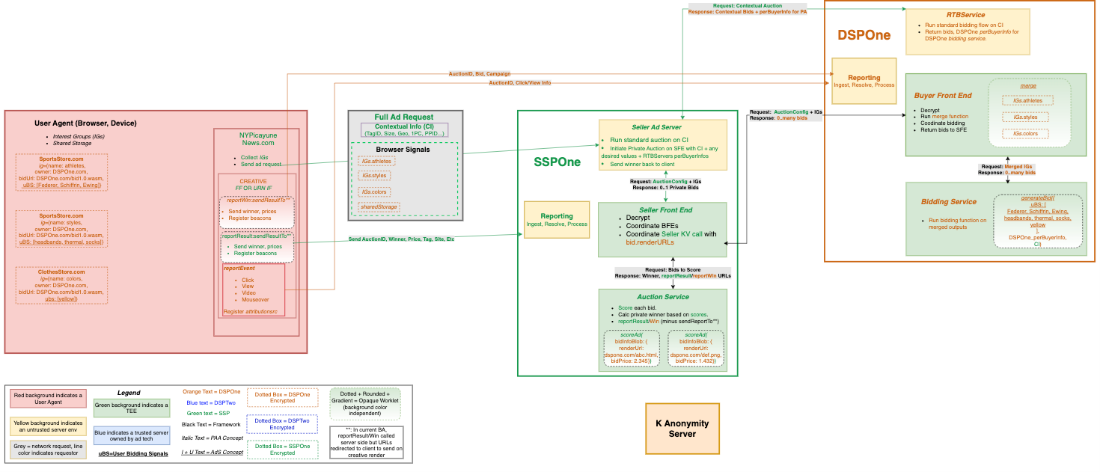 Request: Contextual Auction
Response: Contextual Bids + perBuyerInfo for PA
DSPOne
RTBService
Run standard bidding flow on CI
Return bids, DSPOne perBuyerInfo for
DSPOne bidding service.
Reporting
Ingest, Resolve, Process
Buyer Front End
Decrypt
Run merge function
Coordinate bidding
Return bids to SFE
merge
IGs.athletes
IGs.styles
IGs.colors
Request: Merged IGs
Response: 0..many bids
Bidding Service
Run bidding function on
merged outputs
generateBid(
uBS: [
Federer, Schiffrin, Ewing,
headbands, thermal, socks,
yellow
],
DSPOne, perBuyerInfo,
CI)
AuctionID, Bid, Campaign
AuctionID, Click/View Info
Request: AuctionConfig + IGs
Response: 0..many bids
User Agent (Browser, Device)
Interest Groups (IGs)
Shared Storage
SportsStore.com
ig={name: athletes,
owner: DSPOne.com,
bidUrl: DSPOne.com/bid1.0.wasm,
uBS: [Federer, Schiffrin, Ewing]}
SportsStore.com
ig={name: styles,
owner: DSPOne.com,
bidUrl: DSPOne.com/bid1.0.wasm,
uBS: [headbands, thermal, socks]}
ClothesStore.com
ig={name: colors,
owner: DSPOne.com,
bidUrl: DSPOne.com/bid1.0.wasm,
ubs, [yellow]}
NYPicayune
News.com
Collect IGs
Send ad request
CREATIVE
FF OR URN iF
reportWin:sendResultTo**
Send winner, prices
Register beacons
reportResult:sendResultTo**
Send winner, prices
Register beacons
reportEvent
Click
View
Video
Mouseover
Register attributionsrc
Full Ad Request
Contextual Info (CI)
{TagID, Size, Geo, 1PC, PPID...}
Browser Signals
IGs.athletes
IGs.styles
IGs.colors
sharedStorage
Send AuctionID, Winner, Price, Tag, Site, IDs
SSPOne
Seller Ad Server
Run standard auction on CI
Initiate Private Auction on SFE with CI + any
desired values + RTBServers perBuyerInfos
Send winner back to client
Request: AuctionConfig + IGs
Response: 0..1 Private Bids
Reporting
Ingest, Resolve, Process
Seller Front End
Decrypt
Coordinate BFEs
Coordinate Seller KV call with
bid.renderURLs
Request: Bids to Score
Response: Winner, reportResult/reportWin URLs
Auction Service
Score each bid.
Calc private winner based on scores,
reportResult/Win (minus sendReportTo**)
scoreAd(
bidInfoBlob: {
renderUrl:
dspone.com/abc.html,
bidPrice: 2.345})
scoreAd(
bidInfoBlob: {
renderUrl:
dspone.com/def.png,
bidPrice: 1.432})
K Anonymity
Server
Legend
Red background indicates a
User Agent
Yellow background indicates
an untrusted server env
Grey = network request, line
color indicates requestor
Green background indicates a
TEE
Blue indicates a trusted server
owned by ad tech
uBS=User Bidding Signals
Orange Text = DSPOne
Blue text = DSPTwo
Green text = SSP
Black Text = Framework
Italic Text = PAA Concept
I + U Text = AdS Concept
Dotted Box = DSPOne
Encrypted
Dotted Box = DSPTwo
Encrypted
Dotted Box = SSPOne
Encrypted
Dotted + Rounded +
Gradient = Opaque Worklet
(background color
independent)
**: In current BA,
reportResult/Win called
server side but URLs
redirected to client to send on
creative render